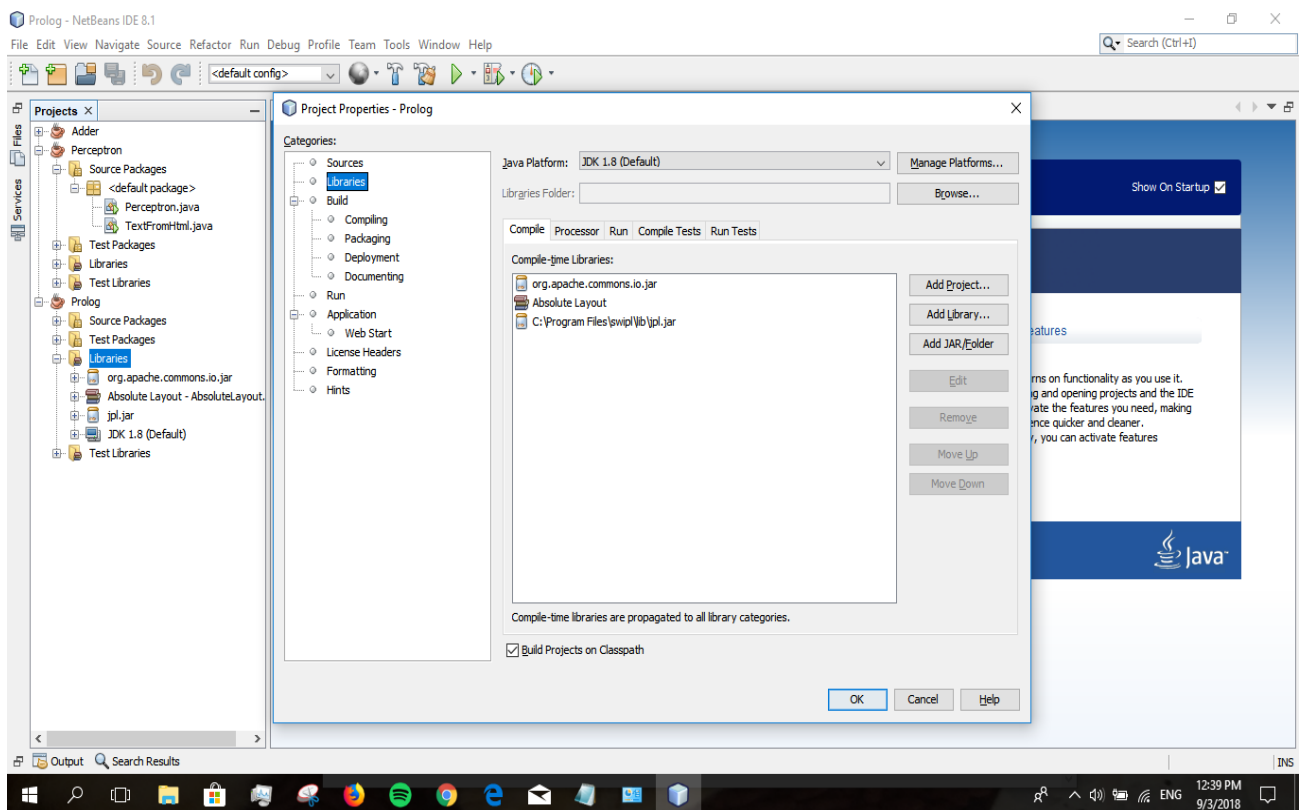 Prolog - NetBeans IDE 8.1
File Edit View Navigate Source Refactor Run Debug Profile Team Tools Window Help
Search (Ctrl+I)
<default config>
Projects
Files
Services
Adder
Perceptron
Source Packages
<default package>
Perceptron.java
TextFromHtml.java
Test Packages
Libraries
Test Libraries
Prolog
Source Packages
Test Packages
Libraries
org.apache.commons.io.jar
Absolute Layout - AbsoluteLayout.
jpl.jar
JDK 1.8 (Default)
Test Libraries
Project Properties - Prolog
Categories:
Sources
Libraries
Build
Compiling
Packaging
Deployment
Documenting
Run
Application
Web Start
License Headers
Formatting
Hints
Java Platform: JDK 1.8 (Default) Manage Platforms...
Libraries Folder: Browse...
Compile Processor Run Compile Tests Run Tests
Compile-time Libraries:
org.apache.commons.io.jar
Absolute Layout
C:\Program Files\swipl\lib\jpl.jar
Add Project...
Add Library...
Add JAR/Folder
Edit
Remove
Move Up
Move Down
Compile-time libraries are propagated to all library categories.
Build Projects on Classpath
OK Cancel Help
Show On Startup
eatures
rns on functionality as you use it.
ig and opening projects and the IDE
vate the features you need, making
ence quicker and cleaner.
, you can activate features
Java
Output Search Results
INS
ENG
12:39 PM
9/3/2018